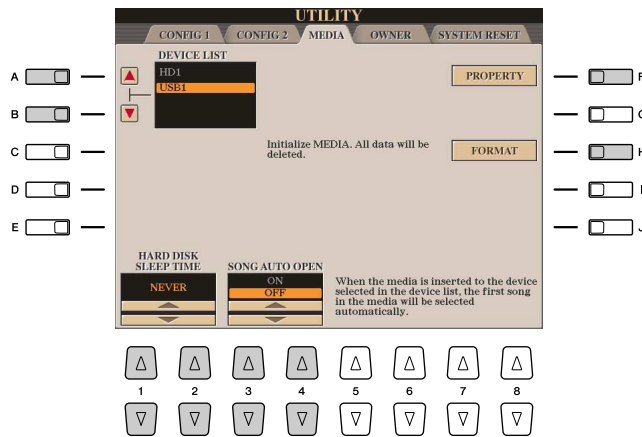 UTILITY
CONFIG 1 CONFIG 2 MEDIA OWNER SYSTEM RESET
DEVICE LIST
HD1
USB1
PROPERTY
Initialize MEDIA. All data will be
deleted.
FORMAT
A
B
C
D
E
F
G
H
I
J
HARD DISK
SLEEP TIME
NEVER
SONG AUTO OPEN
ON
OFF
When the media is inserted to the device
selected in the device list, the first song
in the media will be selected
automatically.
1 2 3 4 5 6 7 8